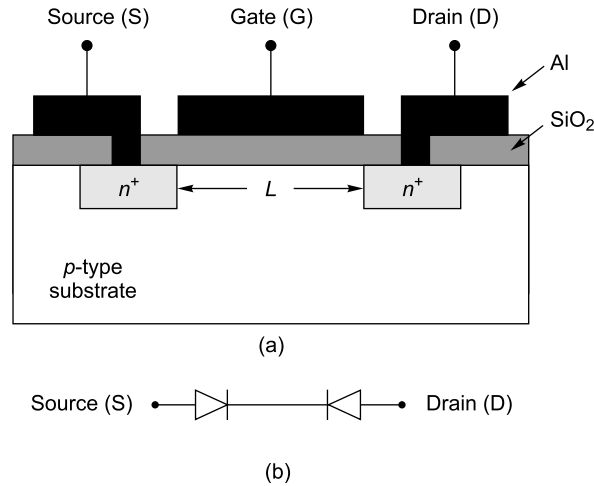 Source (S)
Gate (G)
Drain (D)
Al
SiO₂
n⁺
L
n⁺
p-type
substrate
(a)
Source (S)
Drain (D)
(b)